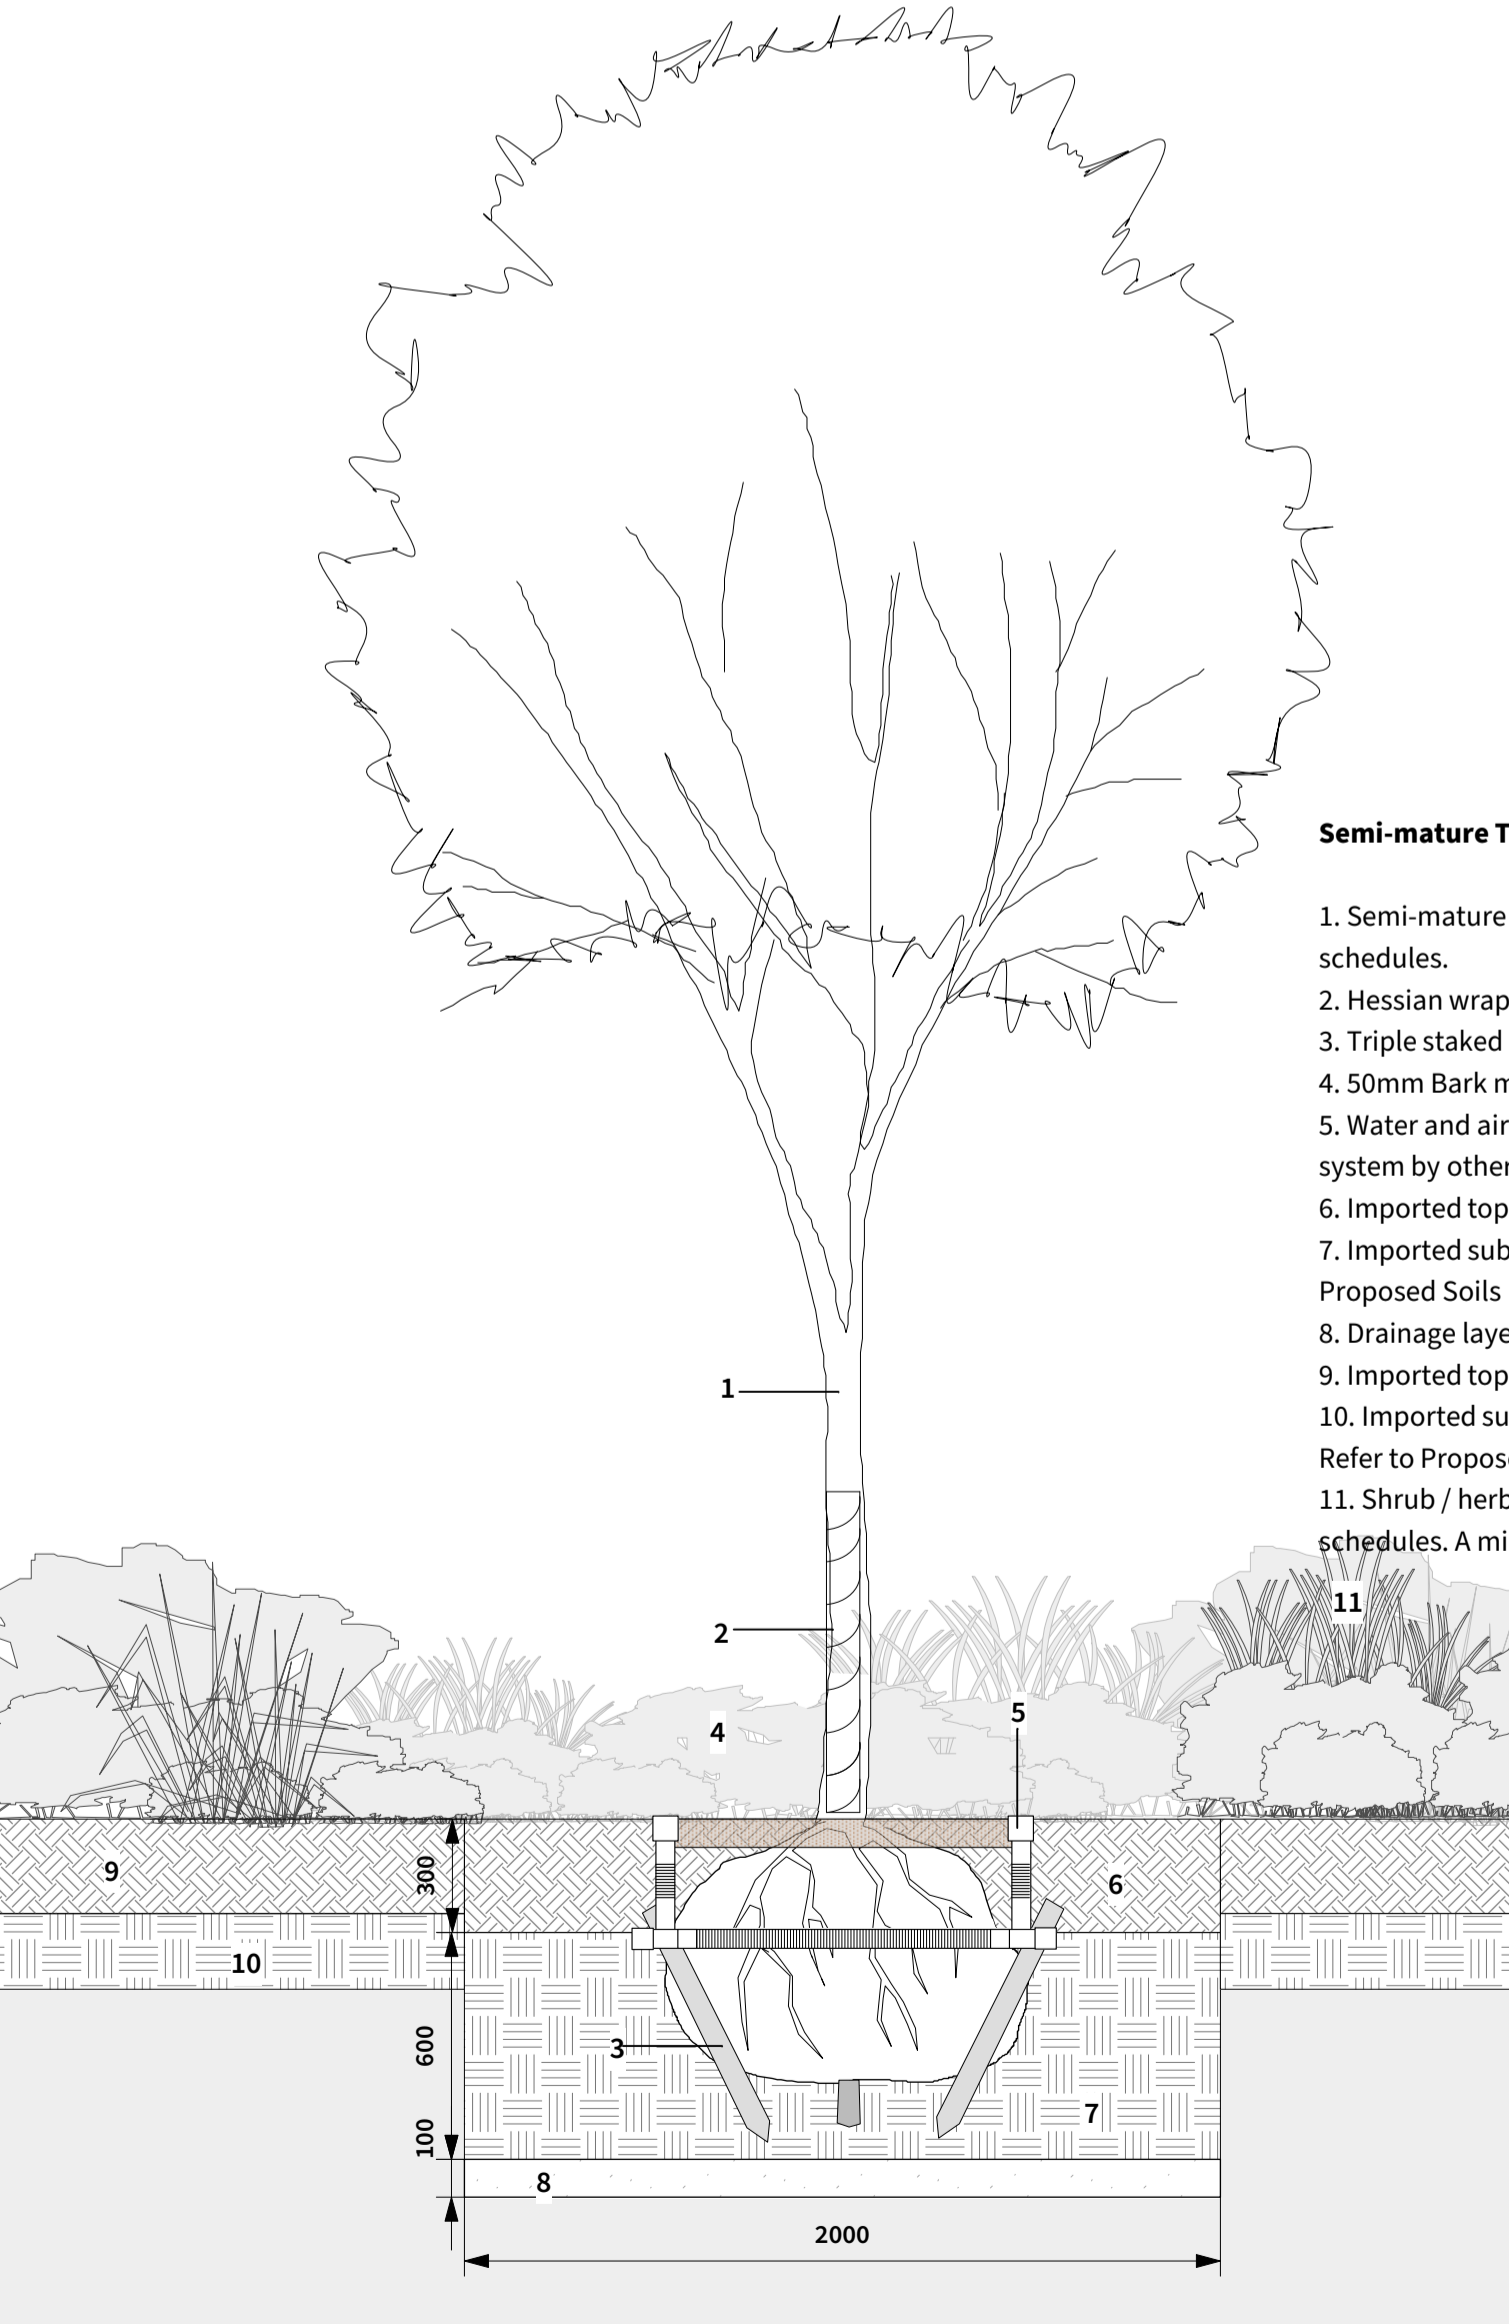 Semi-mature T
1. Semi-mature
schedules.
2. Hessian wrap
3. Triple staked
4. 50mm Bark m
5. Water and air
system by other
6. Imported top
7. Imported sub
Proposed Soils
8. Drainage laye
9. Imported top
10. Imported su
Refer to Propos
11. Shrub / herb
schedules. A mi
1
11
2
5
4
9
300
6
10
600
3
7
100
8
2000